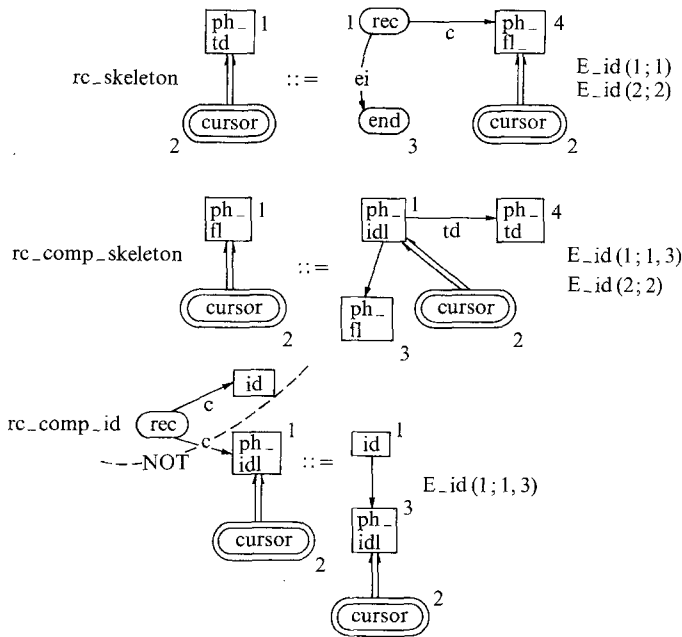 ph_ td 1
rc_skeleton ::=
cursor 2
1 rec c ph_ fl_ 4
ei
end 3
cursor 2
E_id (1; 1)
E_id (2; 2)
ph_ fl 1
rc_comp_skeleton ::=
cursor 2
ph_ idl 1 td ph_ td 4
ph_ fl 3
cursor 2
E_id (1; 1, 3)
E_id (2; 2)
id
c
rc_comp_id rec
c
NOT
ph_ idl 1 ::=
cursor 2
id 1
ph_ idl 3
cursor 2
E_id (1; 1, 3)